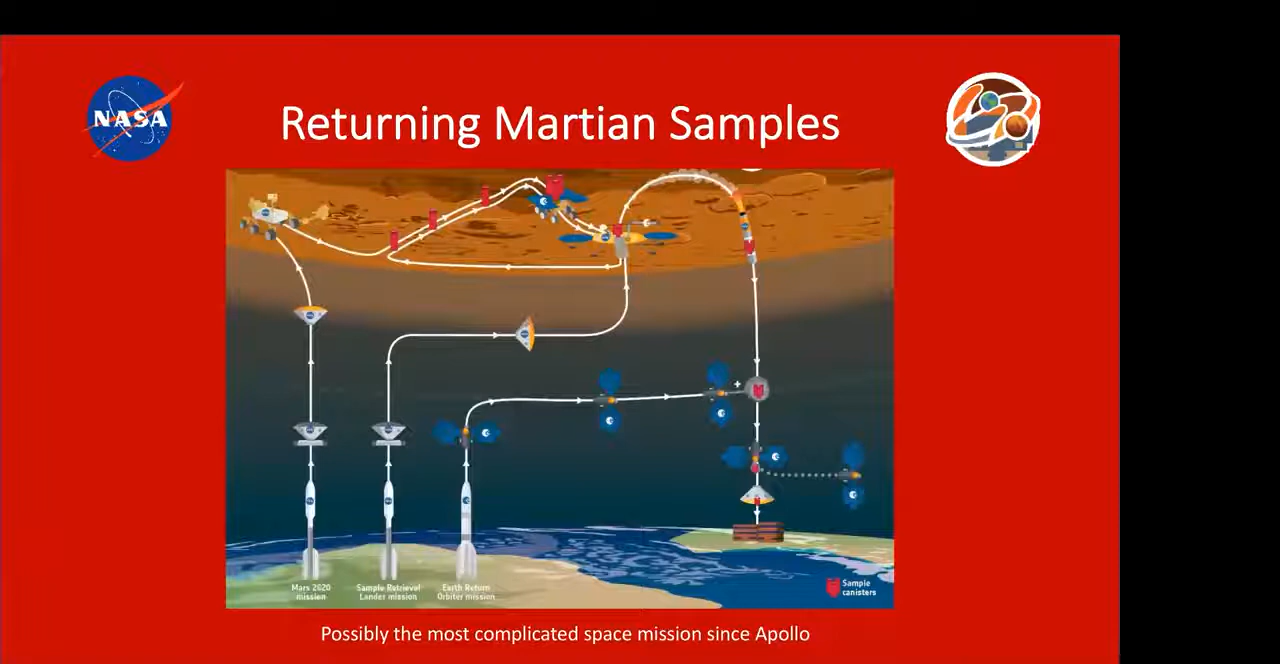 NASA
Returning Martian Samples
Mars 2020
mission
Sample Retrieval
Lander mission
Earth Return
Orbiter mission
Sample
canisters
Possibly the most complicated space mission since Apollo